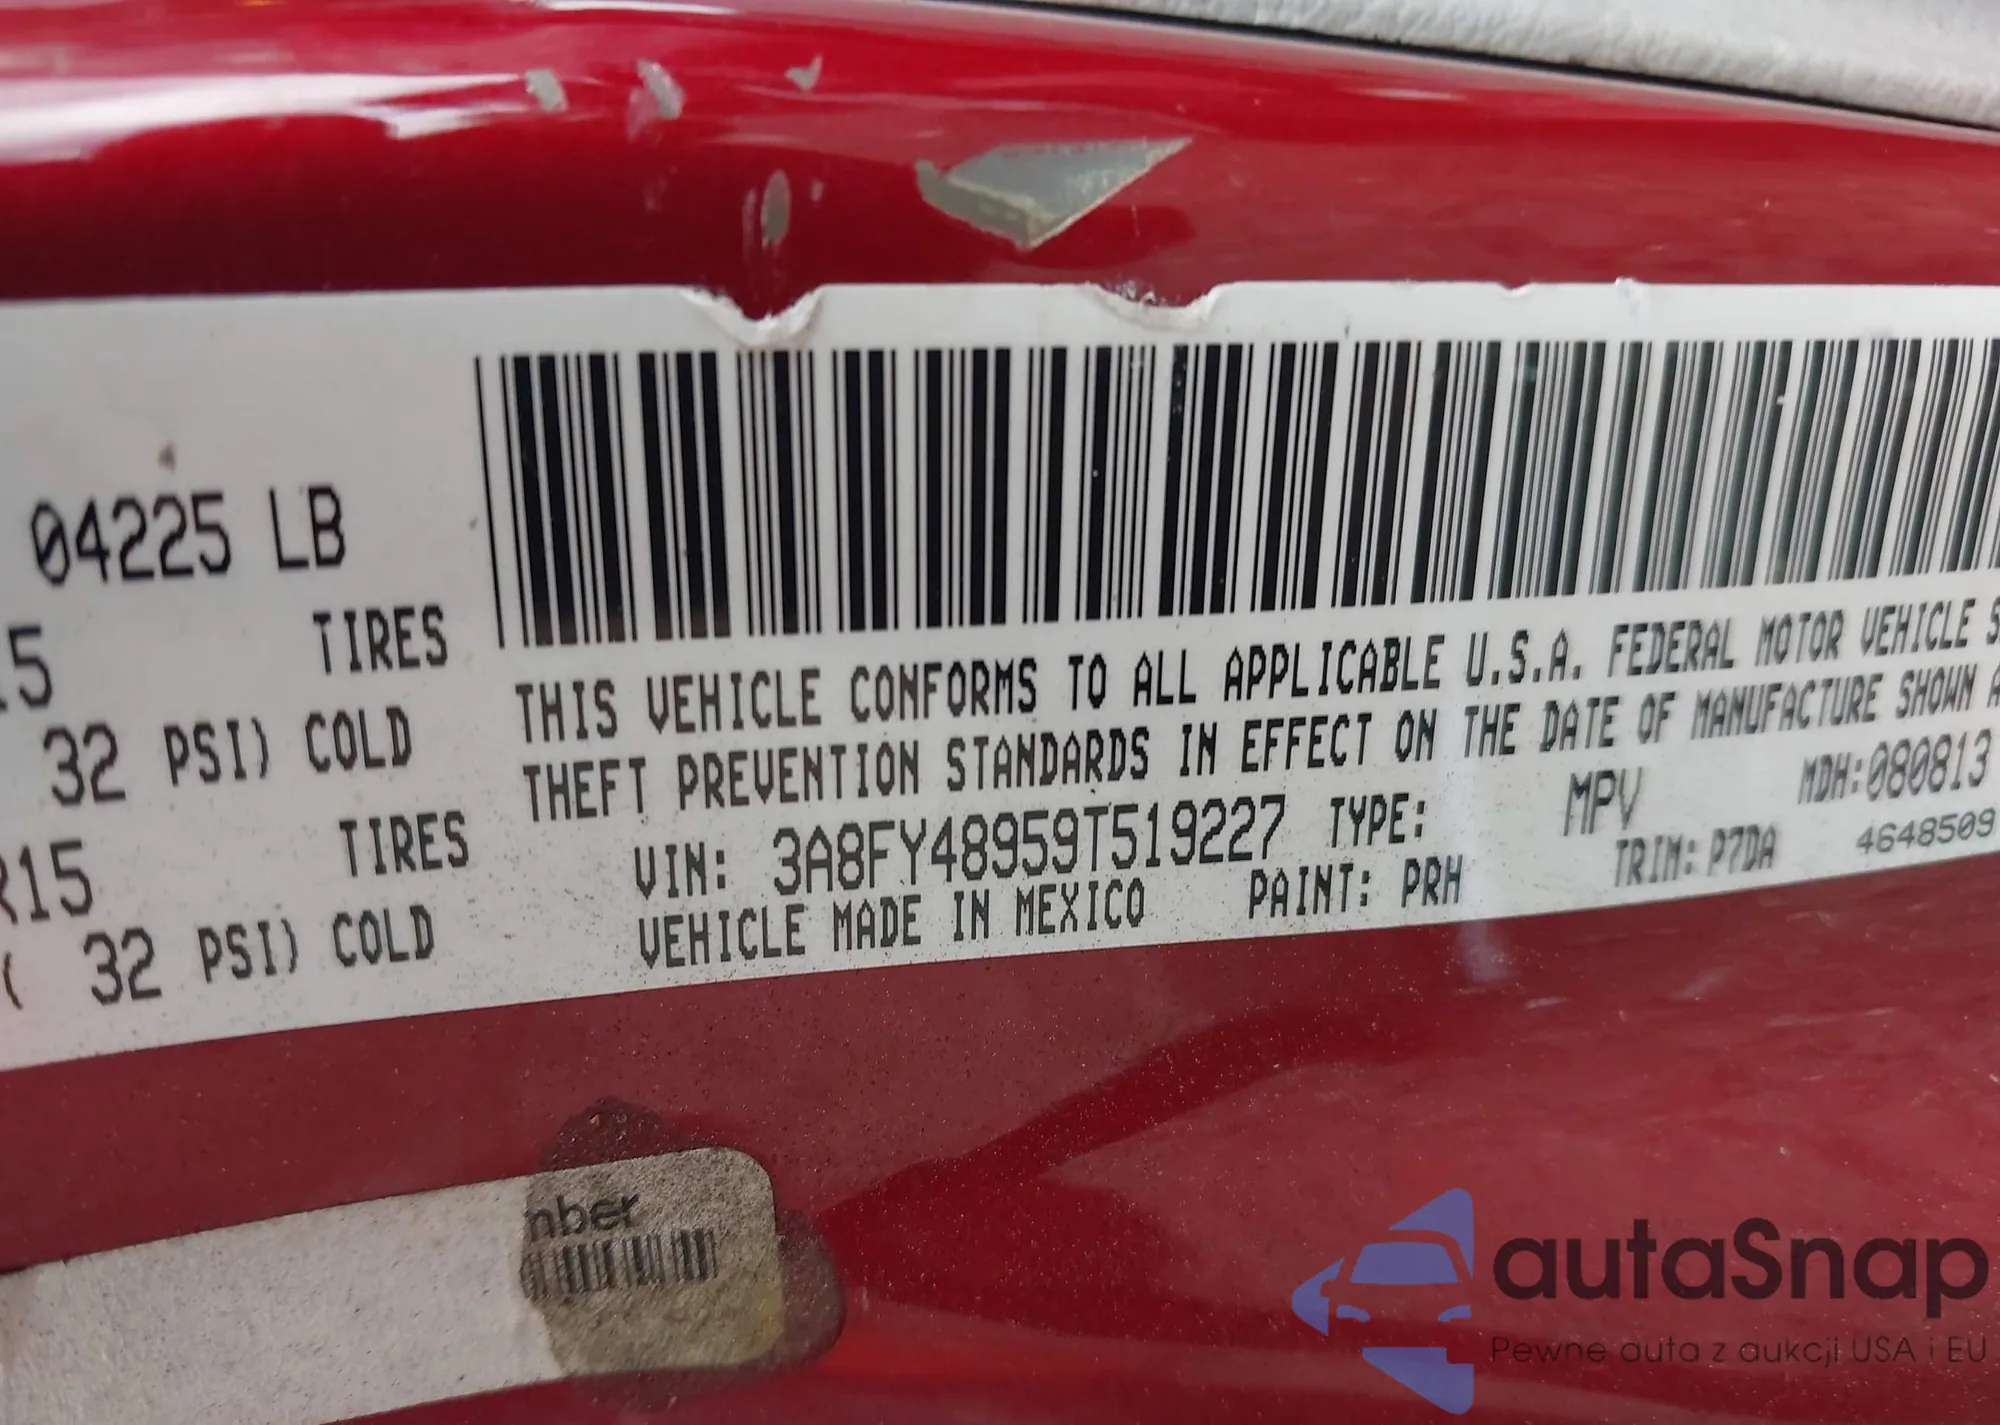 04225 LB
15 TIRES
32 PSI) COLD
R15 TIRES
( 32 PSI) COLD
THIS VEHICLE CONFORMS TO ALL APPLICABLE U.S.A. FEDERAL MOTOR VEHICLE S
THEFT PREVENTION STANDARDS IN EFFECT ON THE DATE OF MANUFACTURE SHOWN A
VIN: 3A8FY48959T519227 TYPE: MPV MDH:080813
VEHICLE MADE IN MEXICO PAINT: PRH TRIM: P7DA 4648509
mber
autaSnap
Pewne auta z aukcji USA i EU